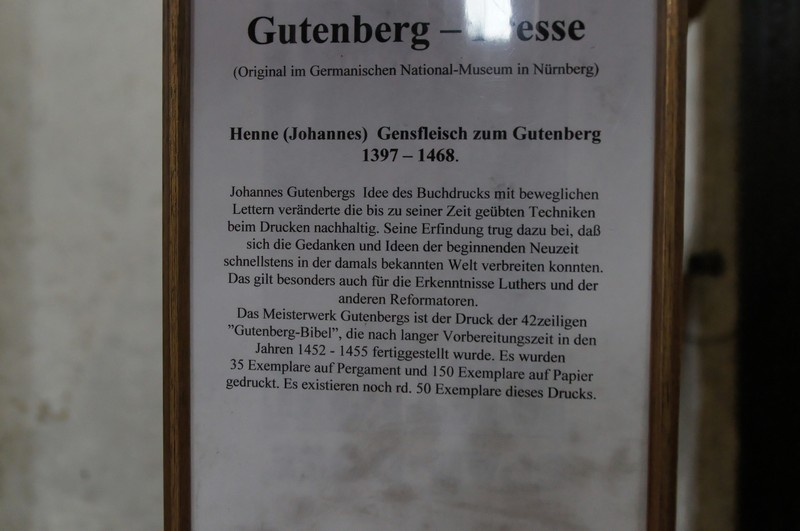 Gutenberg – Presse
(Original im Germanischen National-Museum in Nürnberg)
Henne (Johannes) Gensfleisch zum Gutenberg
1397 – 1468.
Johannes Gutenbergs Idee des Buchdrucks mit beweglichen
Lettern veränderte die bis zu seiner Zeit geübten Techniken
beim Drucken nachhaltig. Seine Erfindung trug dazu bei, daß
sich die Gedanken und Ideen der beginnenden Neuzeit
schnellstens in der damals bekannten Welt verbreiten konnten.
Das gilt besonders auch für die Erkenntnisse Luthers und der
anderen Reformatoren.
Das Meisterwerk Gutenbergs ist der Druck der 42zeiligen
"Gutenberg-Bibel", die nach langer Vorbereitungszeit in den
Jahren 1452 - 1455 fertiggestellt wurde. Es wurden
35 Exemplare auf Pergament und 150 Exemplare auf Papier
gedruckt. Es existieren noch rd. 50 Exemplare dieses Drucks.